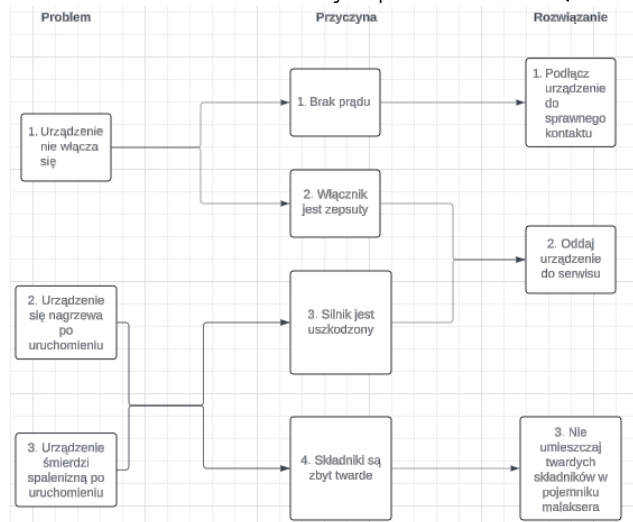 Problem
Przyczyna
Rozwiązanie
1. Urządzenie
nie włącza
się
2. Urządzenie
się nagrzewa
po
uruchomieniu
3. Urządzenie
śmierdzi
spalenizną po
uruchomieniu
1. Brak prądu
2. Włącznik
jest zepsuty
3. Silnik jest
uszkodzony
4. Składniki są
zbyt twarde
1. Podłącz
urządzenie
do
sprawnego
kontaktu
2. Oddaj
urządzenie
do serwisu
3. Nie
umieszczaj
twardych
składników w
pojemniku
malaksera